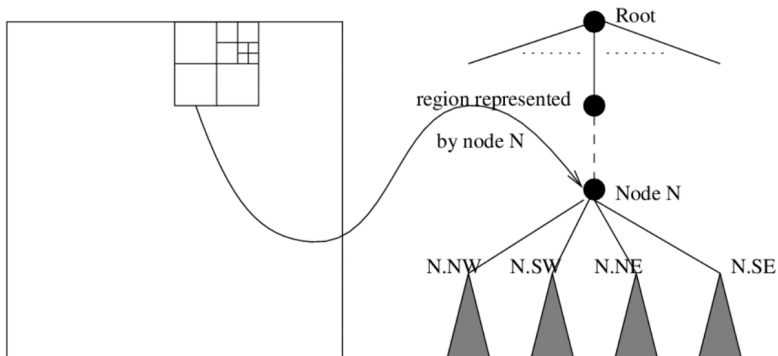 Root
region represented
by node N
Node N
N.NW N.SW N.NE N.SE